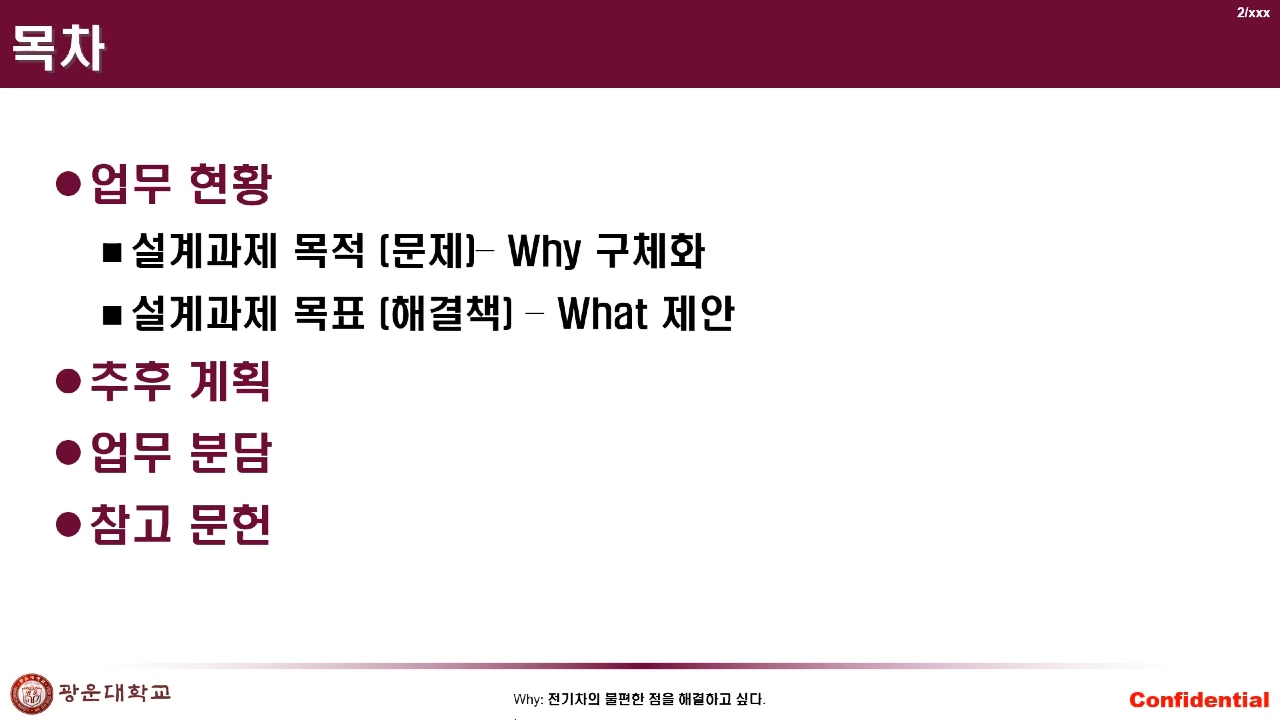 2/xxx
목차
●업무 현황
■설계과제 목적 (문제)– Why 구체화
■설계과제 목표 (해결책) – What 제안
●추후 계획
●업무 분담
●참고 문헌
광운대학교
Why: 전기차의 불편한 점을 해결하고 싶다.
Confidential